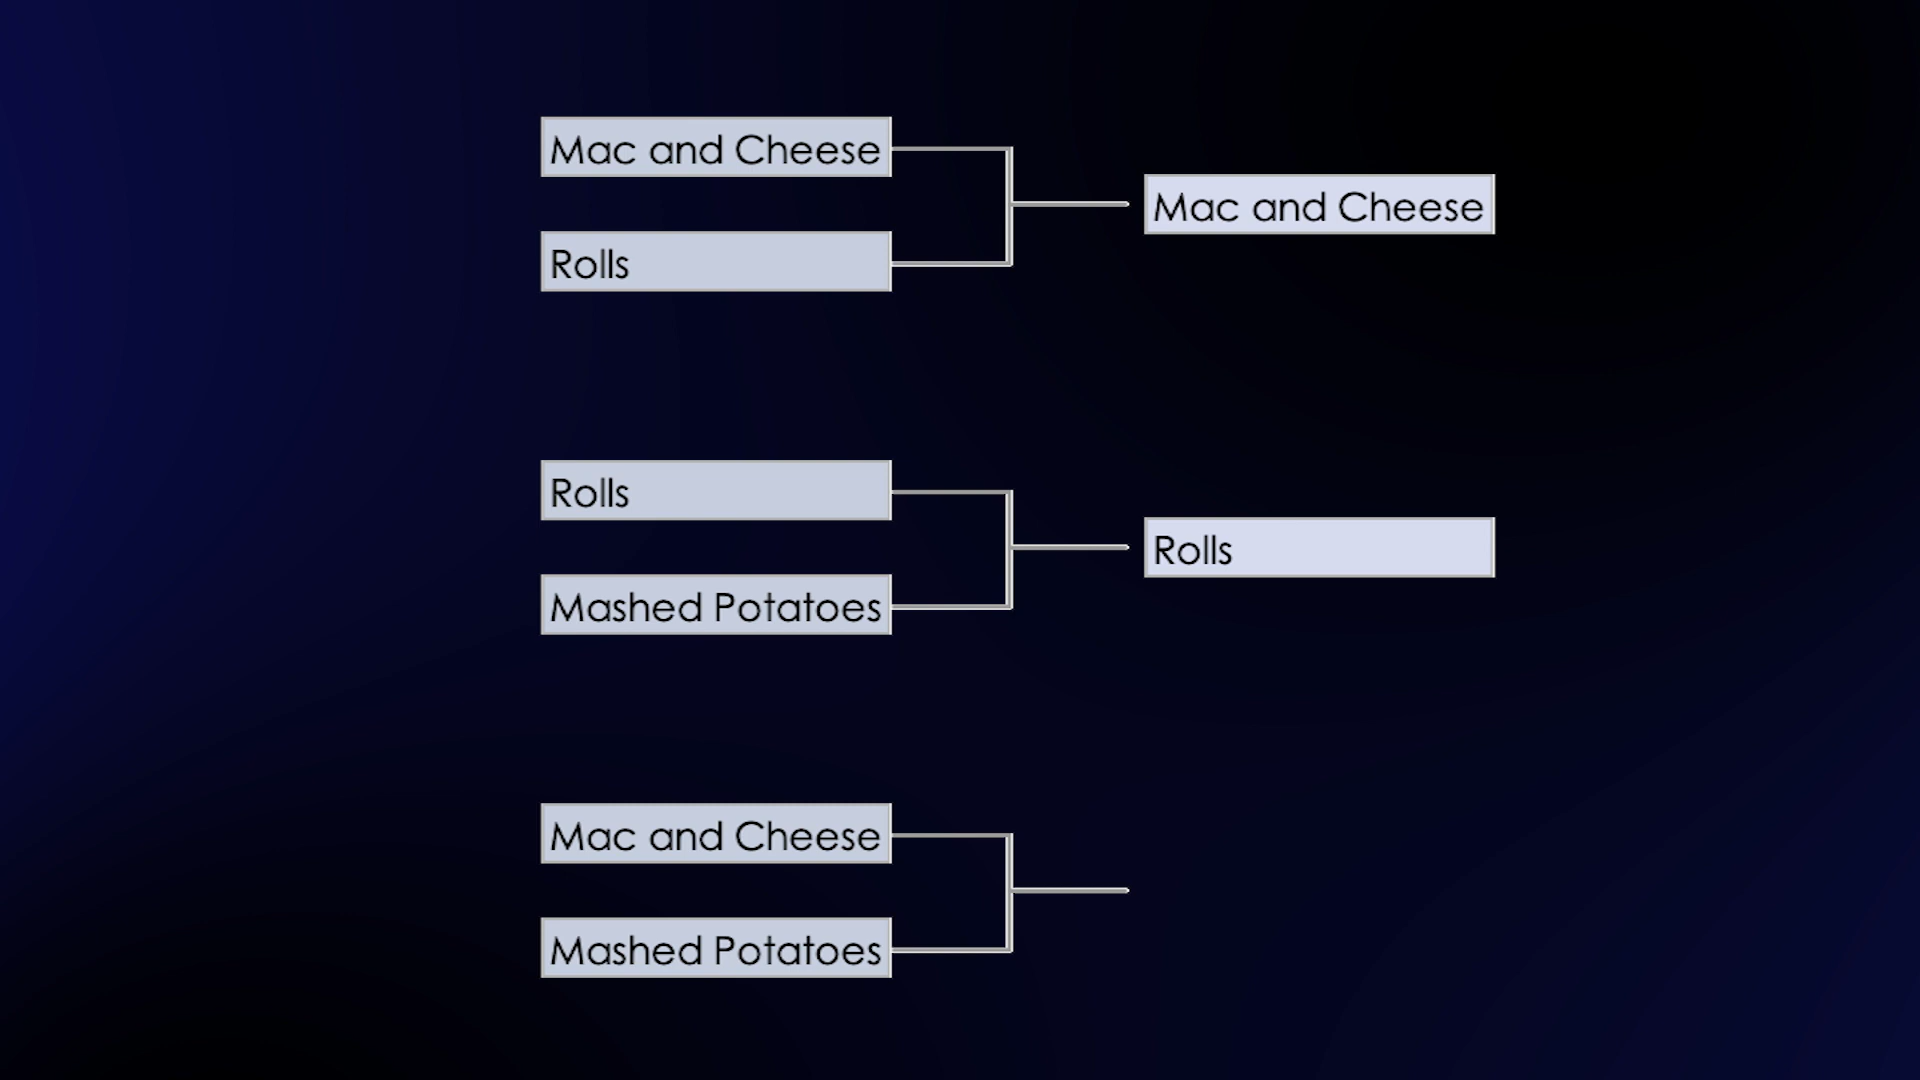 Mac and Cheese
Mac and Cheese
Rolls
Rolls
Rolls
Mashed Potatoes
Mac and Cheese
Mashed Potatoes